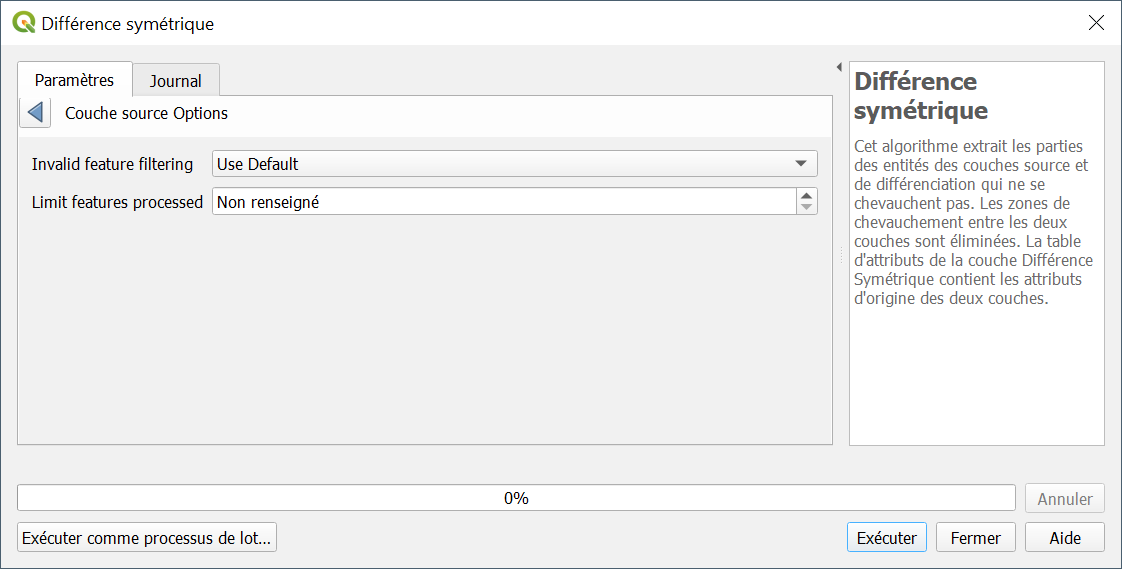 Différence symétrique
Paramètres
Journal
Couche source Options
Invalid feature filtering
Use Default
Limit features processed
Non renseigné
Différence
symétrique
Cet algorithme extrait les parties
des entités des couches source et
de différenciation qui ne se
chevauchent pas. Les zones de
chevauchement entre les deux
couches sont éliminées. La table
d'attributs de la couche Différence
Symétrique contient les attributs
d'origine des deux couches.
0%
Annuler
Exécuter comme processus de lot...
Exécuter
Fermer
Aide